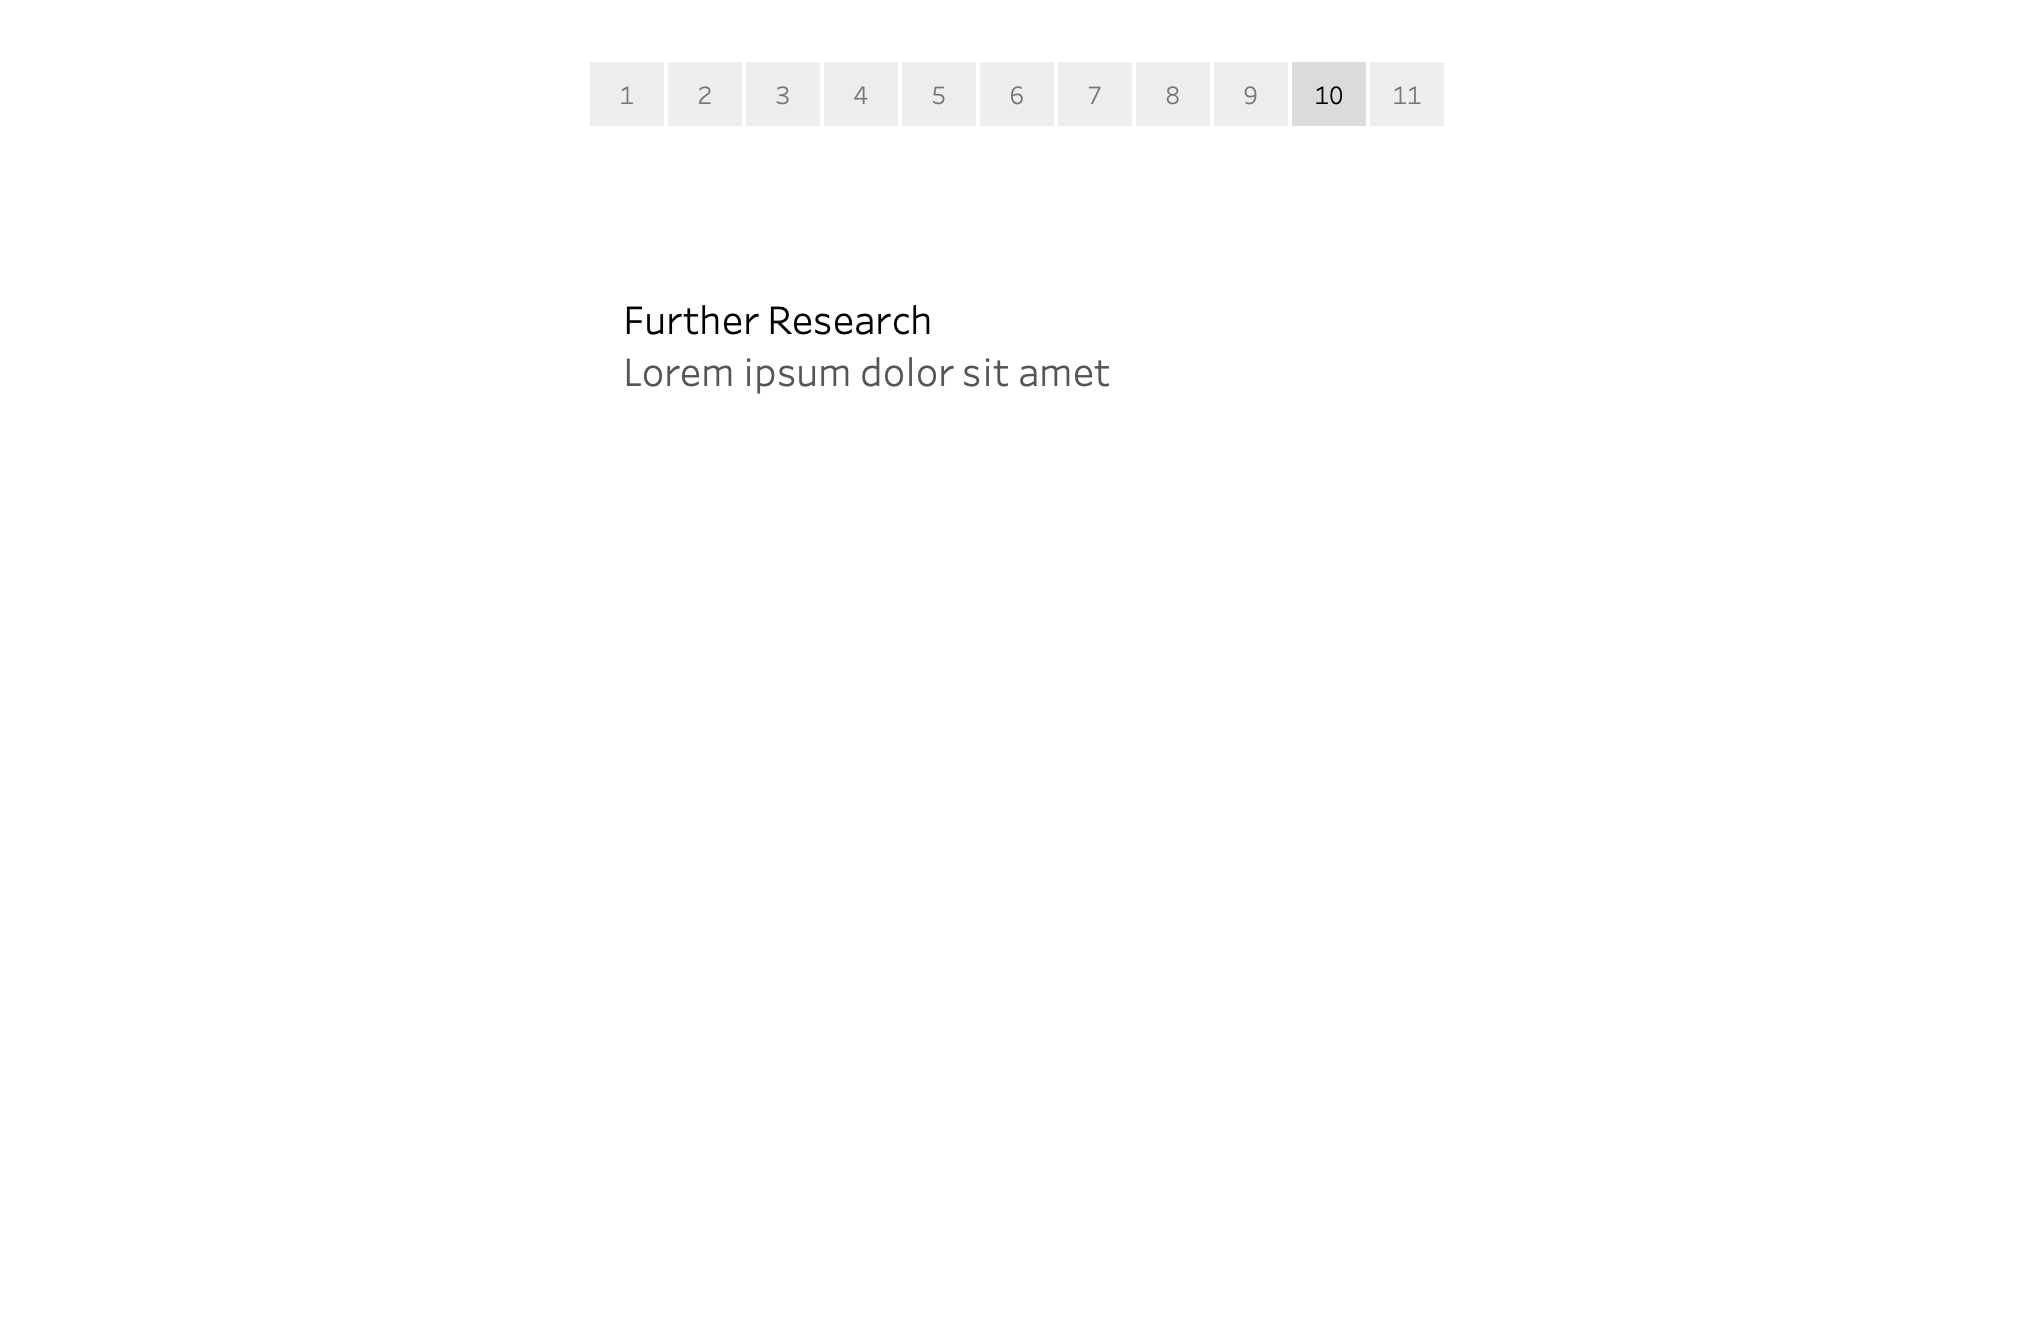 1 2 3 4 5 6 7 8 9 10 11
Further Research
Lorem ipsum dolor sit amet